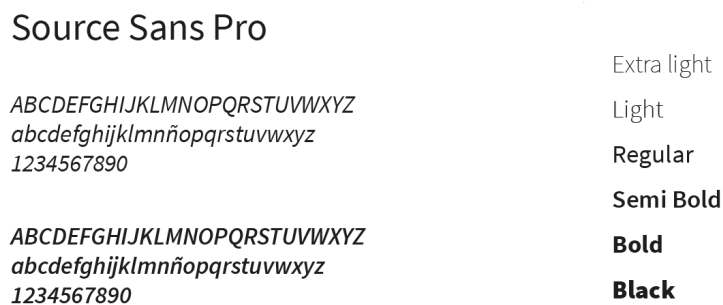 Source Sans Pro
ABCDEFGHIJKLMNOPQRSTUVWXYZ
abcdefghijklmnñopqrstuvwxyz
1234567890
ABCDEFGHIJKLMNOPQRSTUVWXYZ
abcdefghijklmnñopqrstuvwxyz
1234567890
Extra light
Light
Regular
Semi Bold
Bold
Black